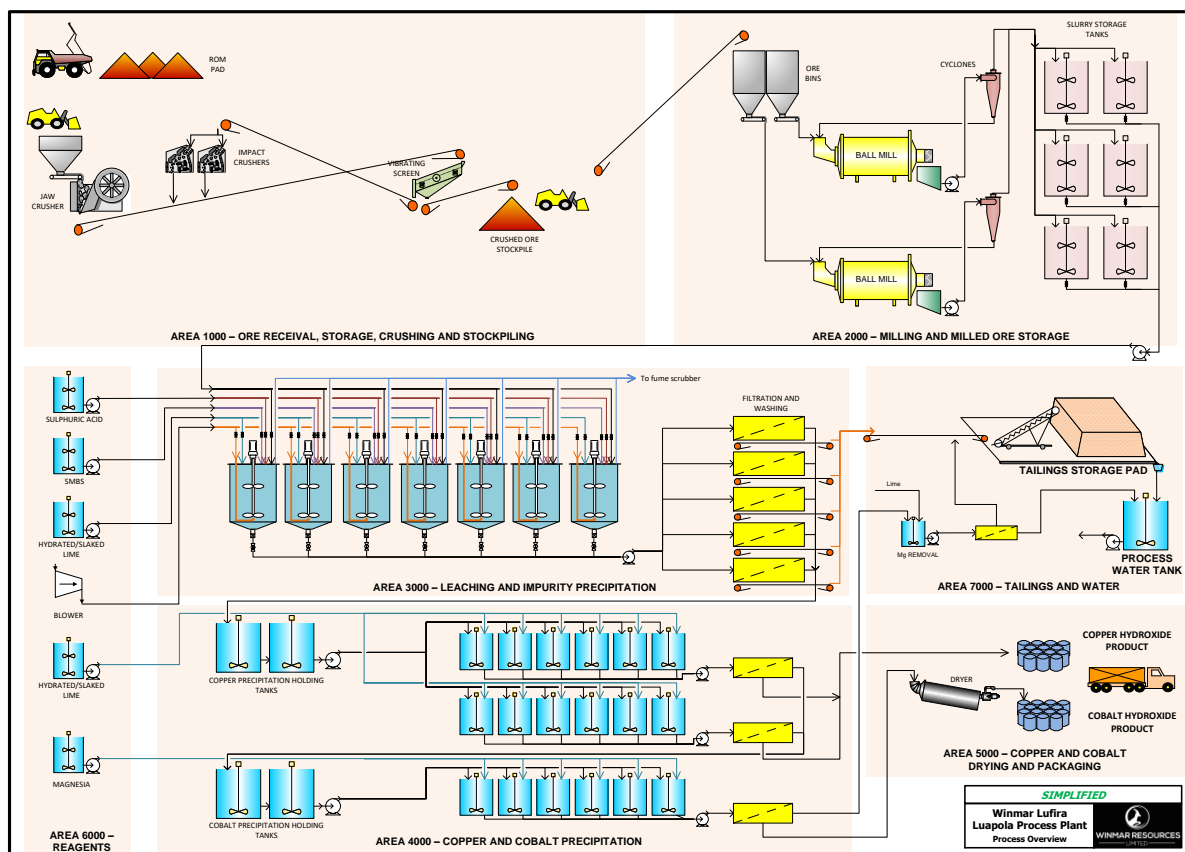 ROM
PAD
JAW
CRUSHER
IMPACT
CRUSHERS
VIBRATING
SCREEN
CRUSHED ORE
STOCKPILE
AREA 1000 – ORE RECEIVAL, STORAGE, CRUSHING AND STOCKPILING
ORE
BINS
CYCLONES
SLURRY STORAGE
TANKS
BALL MILL
BALL MILL
AREA 2000 – MILLING AND MILLED ORE STORAGE
SULPHURIC ACID
SMBS
HYDRATED/SLAKED
LIME
BLOWER
HYDRATED/SLAKED
LIME
MAGNESIA
AREA 6000 –
REAGENTS
To fume scrubber
FILTRATION AND
WASHING
AREA 3000 – LEACHING AND IMPURITY PRECIPITATION
TAILINGS STORAGE PAD
Lime
Mg REMOVAL
PROCESS
WATER TANK
AREA 7000 – TAILINGS AND WATER
COPPER PRECIPITATION HOLDING
TANKS
COBALT PRECIPITATION HOLDING
TANKS
AREA 4000 – COPPER AND COBALT PRECIPITATION
COPPER HYDROXIDE
PRODUCT
DRYER
COBALT HYDROXIDE
PRODUCT
AREA 5000 – COPPER AND COBALT
DRYING AND PACKAGING
SIMPLIFIED
Winmar Lufira
Luapola Process Plant
Process Overview
WINMAR RESOURCES
LIMITED